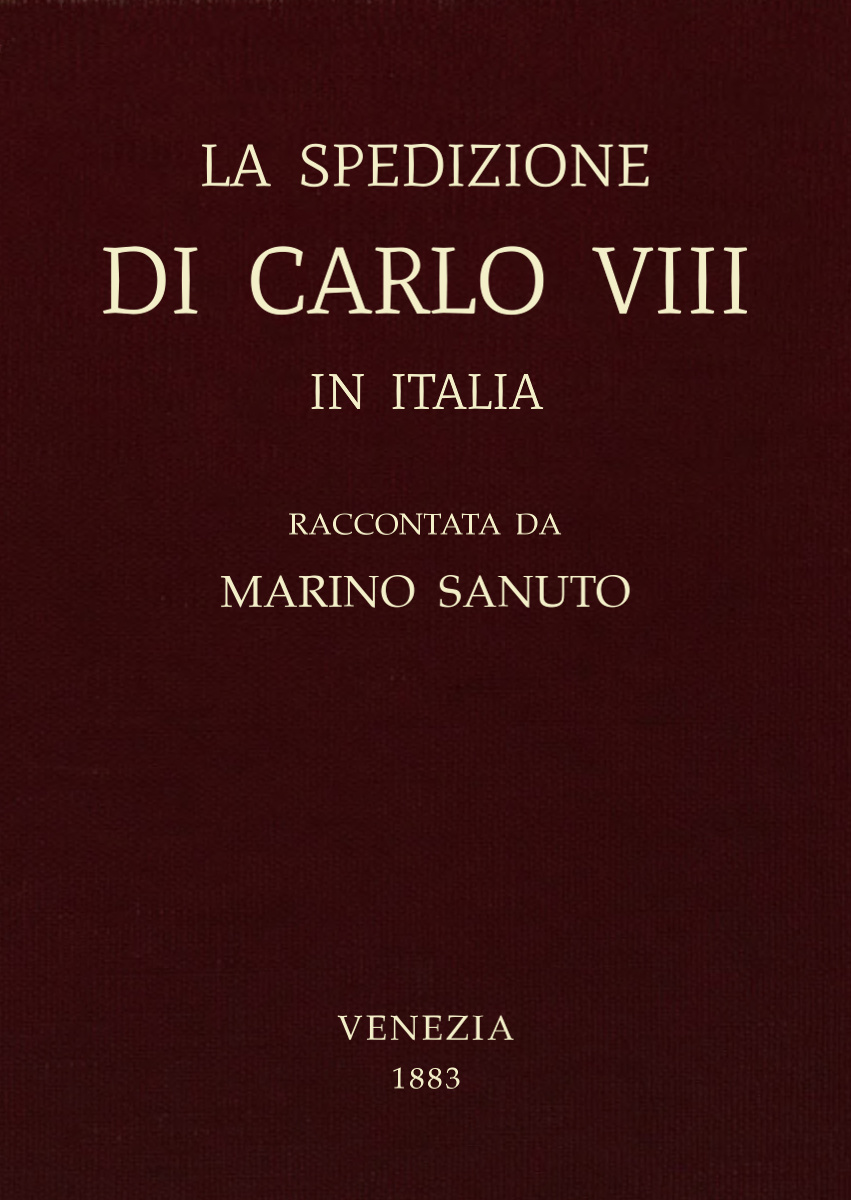 LA SPEDIZIONE
DI CARLO VIII
IN ITALIA
RACCONTATA DA
MARINO SANUTO
VENEZIA
1883